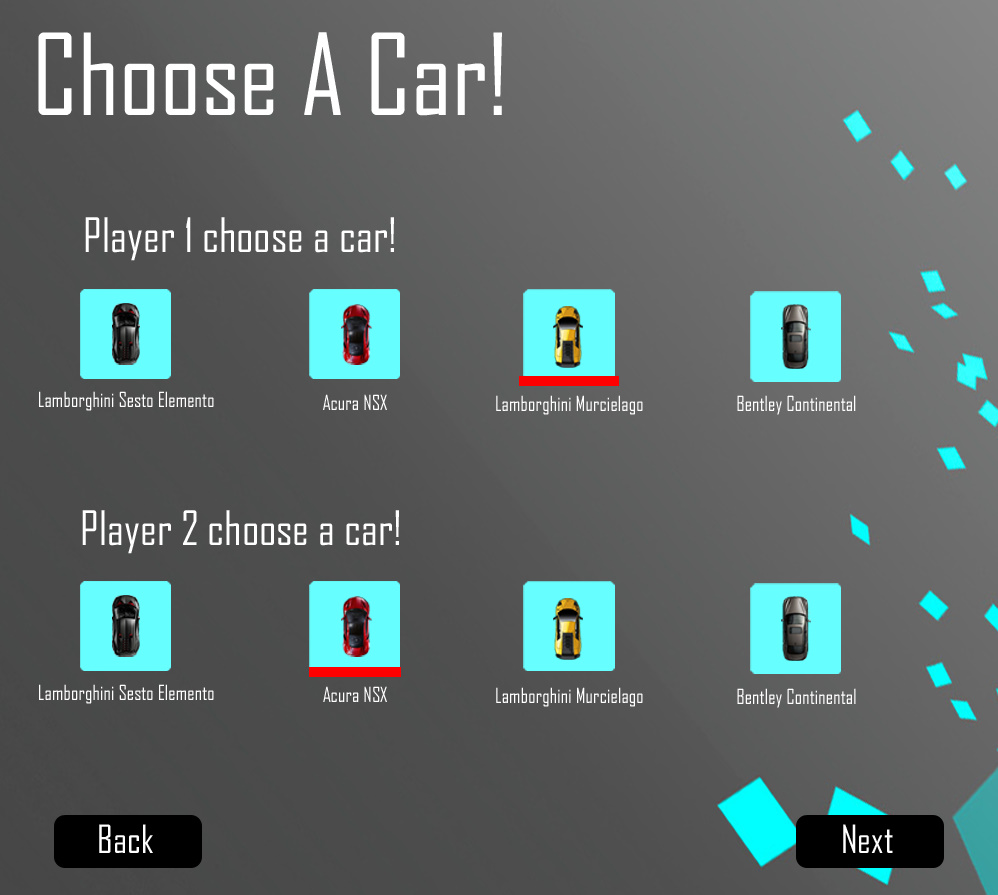 Choose A Car!
Player 1 choose a car!
Lamborghini Sesto Elemento
Acura NSX
Lamborghini Murcielago
Bentley Continental
Player 2 choose a car!
Lamborghini Sesto Elemento
Acura NSX
Lamborghini Murcielago
Bentley Continental
Back
Next